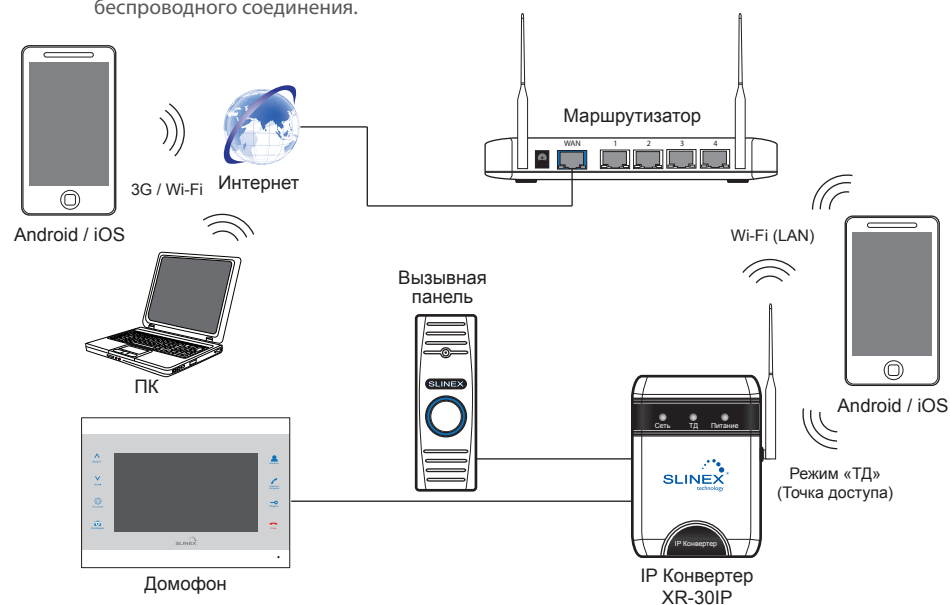 беспроводного соединения.
Маршрутизатор
WAN 1 2 3 4
3G / Wi-Fi
Интернет
Android / iOS
Wi-Fi (LAN)
Вызывная
панель
SLINEX
ПК
Android / iOS
Сеть ТД Питание
SLINEX
technology
Режим «ТД»
(Точка доступа)
IP Конвертер
SLINEX
Домофон
IP Конвертер
XR-30IP